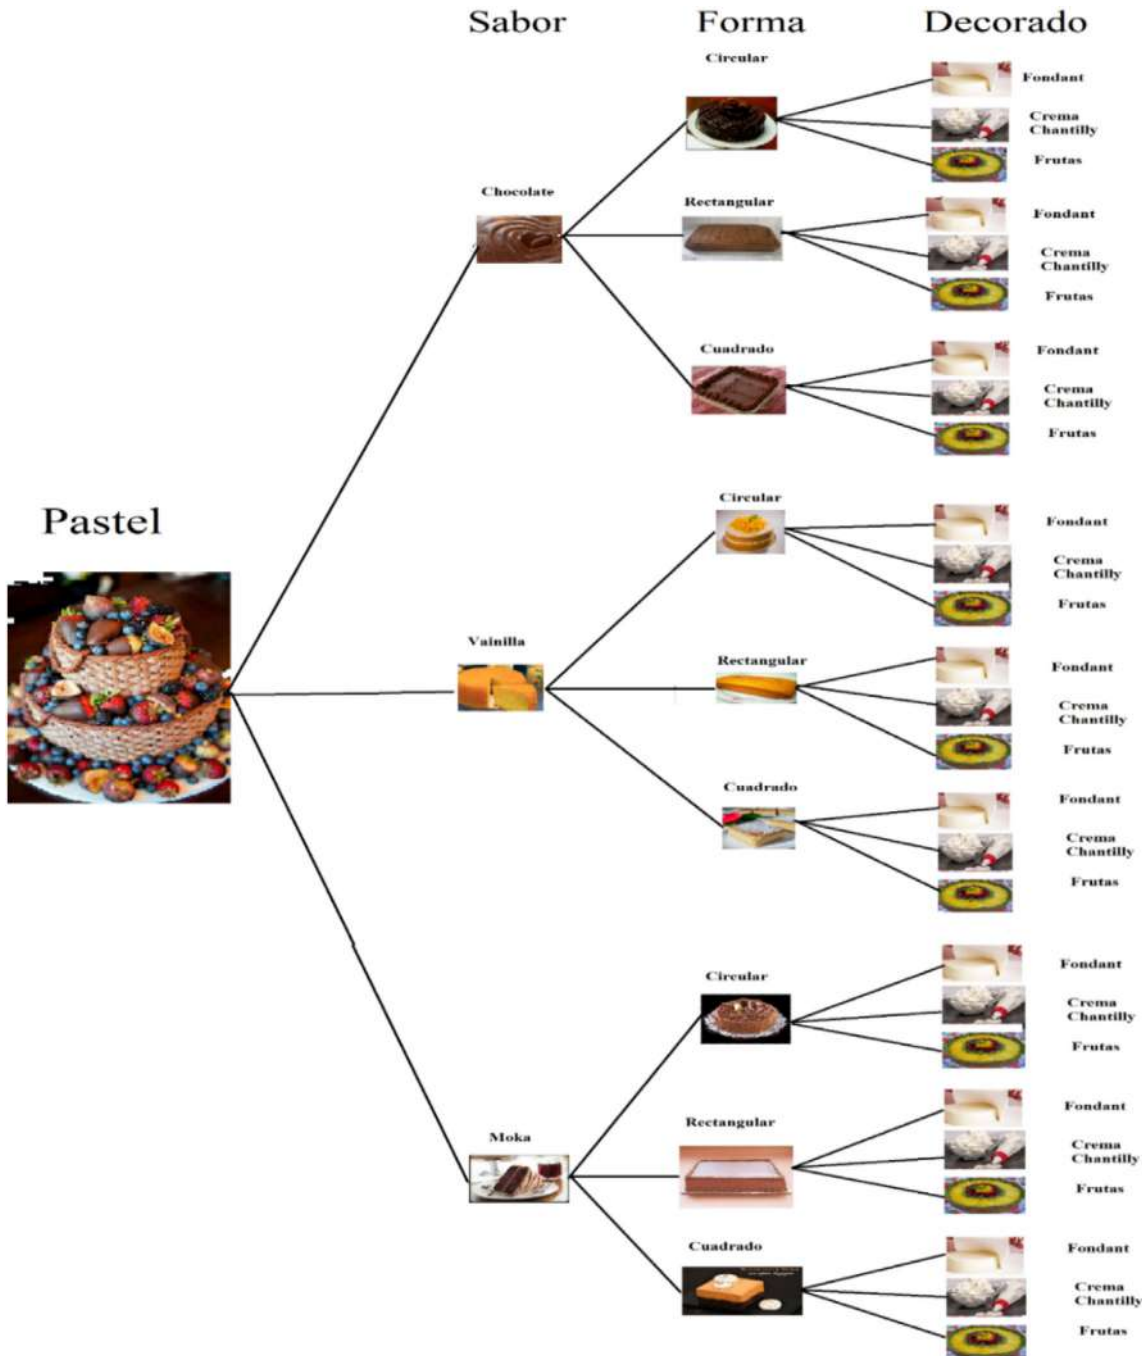 Sabor
Forma
Decorado
Pastel
Chocolate
Circular
Fondant
Crema
Chantilly
Frutas
Rectangular
Fondant
Crema
Chantilly
Frutas
Cuadrado
Fondant
Crema
Chantilly
Frutas
Vainilla
Circular
Fondant
Crema
Chantilly
Frutas
Rectangular
Fondant
Crema
Chantilly
Frutas
Cuadrado
Fondant
Crema
Chantilly
Frutas
Moka
Circular
Fondant
Crema
Chantilly
Frutas
Rectangular
Fondant
Crema
Chantilly
Frutas
Cuadrado
Fondant
Crema
Chantilly
Frutas